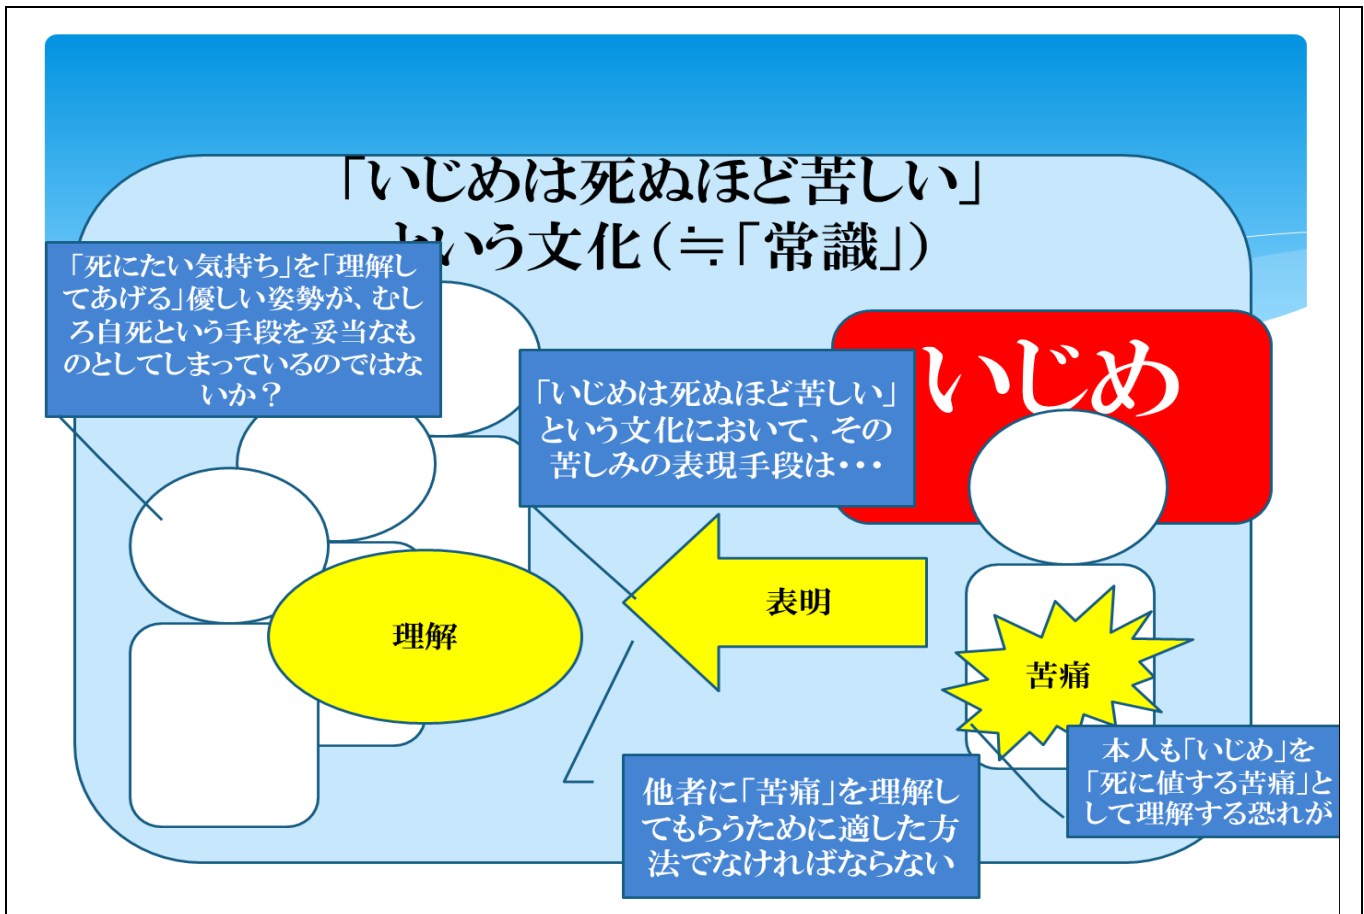 「いじめは死ぬほど苦しい」
という文化(≒「常識」)
「死にたい気持ち」を「理解し
てあげる」優しい姿勢が、むし
ろ自死という手段を妥当なも
のとしてしまっているのではな
いか?
いじめ
「いじめは死ぬほど苦しい」
という文化において、その
苦しみの表現手段は・・・
表明
理解
苦痛
本人も「いじめ」を
「死に値する苦痛」と
して理解する恐れが
他者に「苦痛」を理解し
てもらうために適した方
法でなければならない